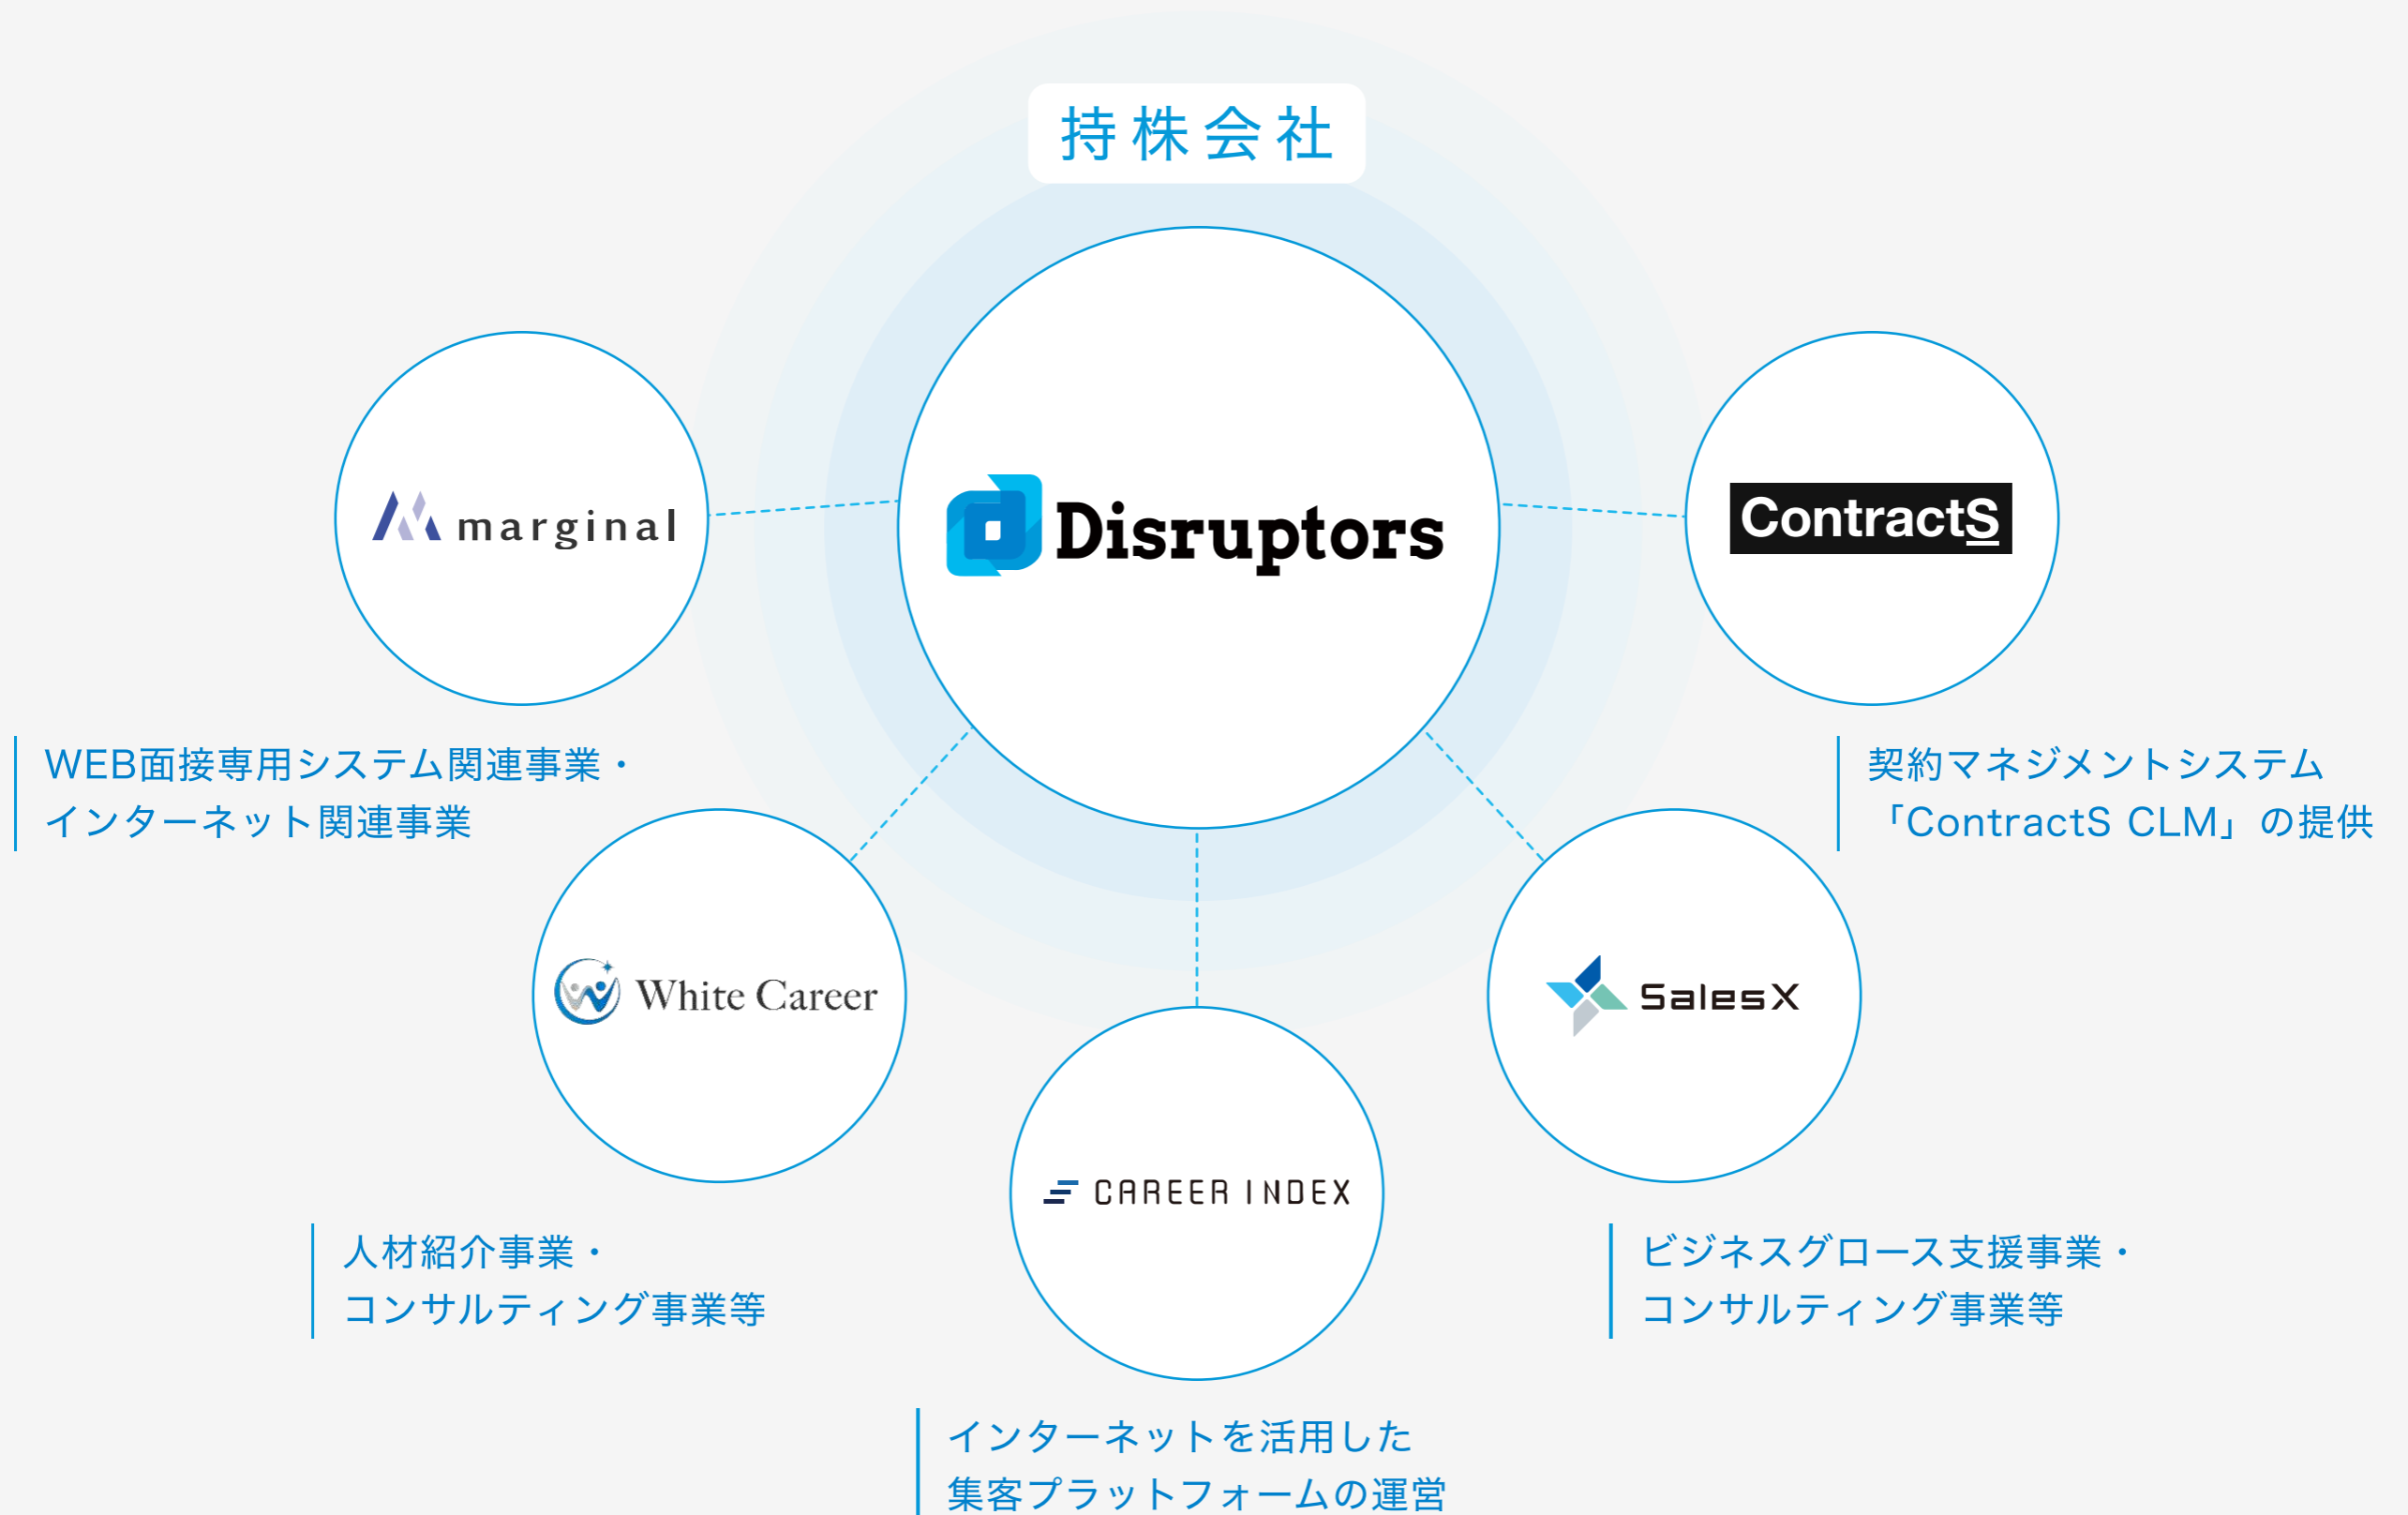 持株会社
Disruptors
marginal
WEB面接専用システム関連事業・
インターネット関連事業
White Career
人材紹介事業・
コンサルティング事業等
CAREER INDEX
インターネットを活用した
集客プラットフォームの運営
SalesX
ビジネスグロース支援事業・
コンサルティング事業等
ContractS
契約マネジメントシステム
「ContractS CLM」の提供